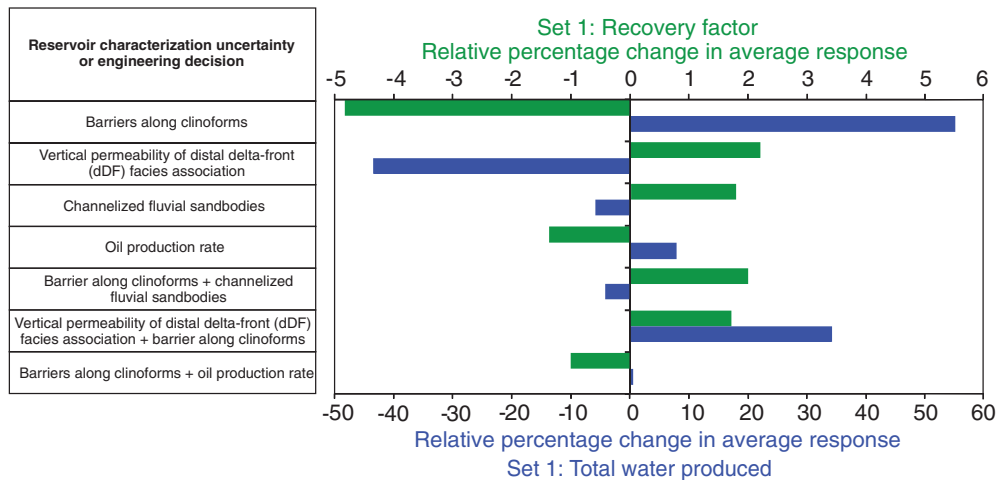 Reservoir characterization uncertainty
or engineering decision
Set 1: Recovery factor
Relative percentage change in average response
-5 -4 -3 -2 -1 0 1 2 3 4 5 6
Barriers along clinoforms
Vertical permeability of distal delta-front
(dDF) facies association
Channelized fluvial sandbodies
Oil production rate
Barrier along clinoforms + channelized
fluvial sandbodies
Vertical permeability of distal delta-front (dDF)
facies association + barrier along clinoforms
Barriers along clinoforms + oil production rate
-50 -40 -30 -20 -10 0 10 20 30 40 50 60
Relative percentage change in average response
Set 1: Total water produced